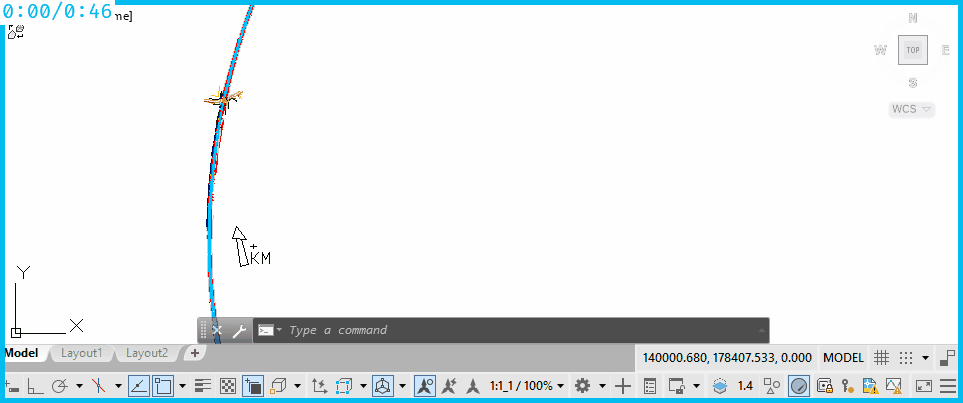 0:00/0:46
me]
N
W
TOP
E
S
WCS
+
KM
Y
X
Type a command
Model
Layout1
Layout2
+
140000.680, 178407.533, 0.000
MODEL
1:1_1 / 100%
1.4